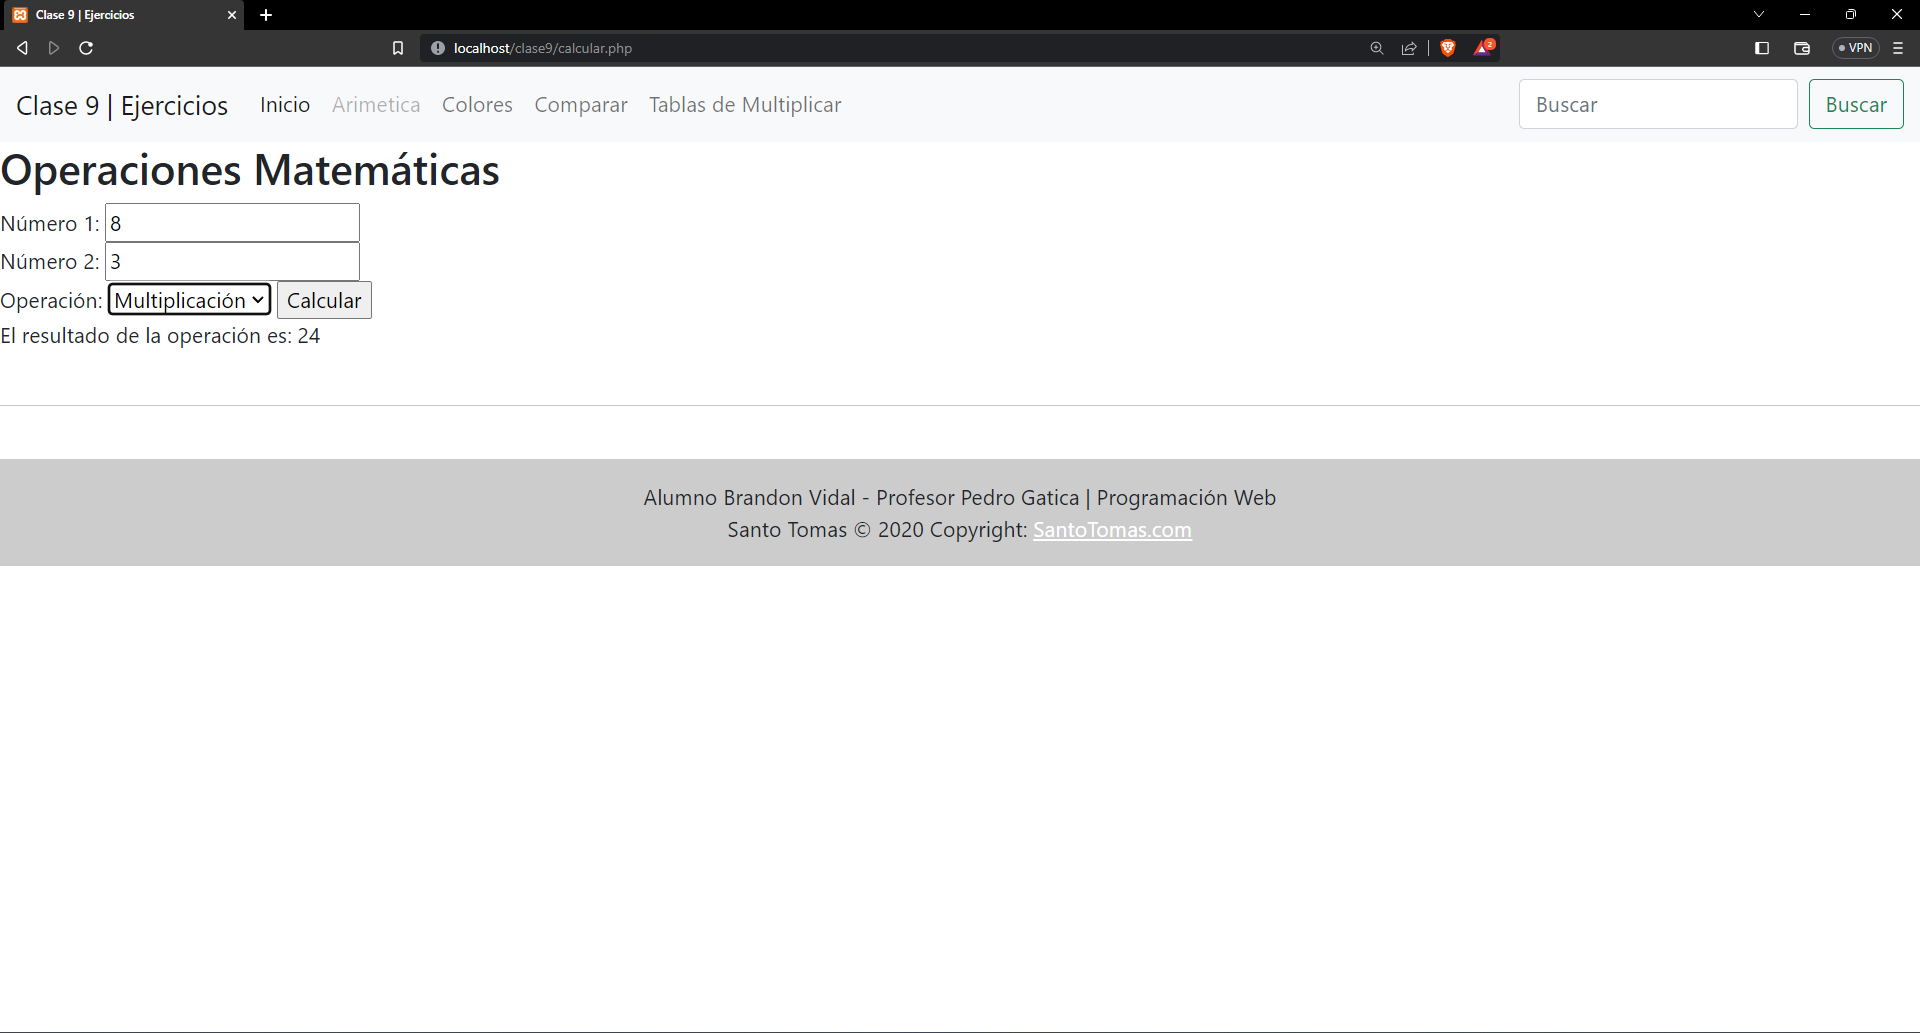 Clase 9 | Ejercicios
localhost/clase9/calcular.php
2
VPN
Clase 9 | Ejercicios Inicio Arimetica Colores Comparar Tablas de Multiplicar Buscar Buscar
Operaciones Matemáticas
Número 1: 8
Número 2: 3
Operación: Multiplicación Calcular
El resultado de la operación es: 24
Alumno Brandon Vidal - Profesor Pedro Gatica | Programación Web
Santo Tomas © 2020 Copyright: SantoTomas.com